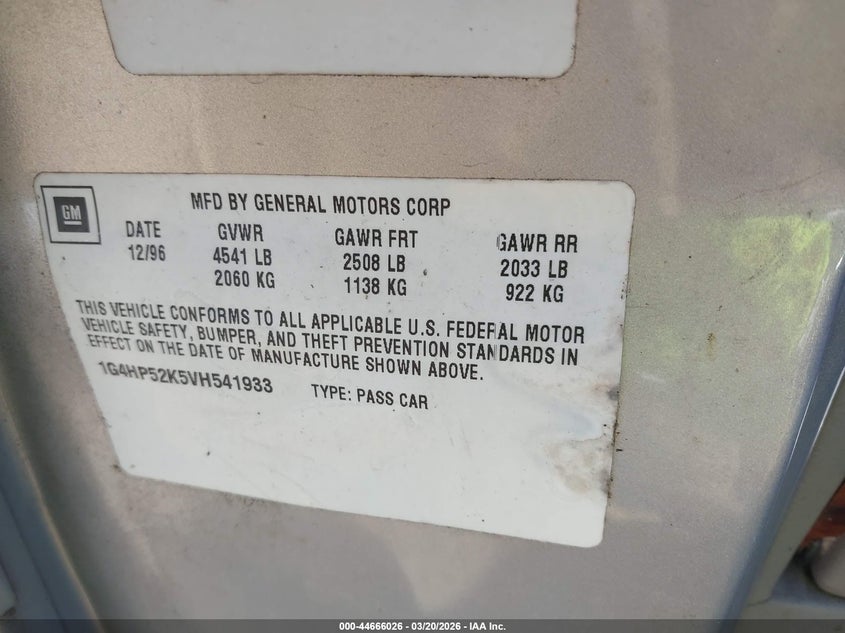 GM
MFD BY GENERAL MOTORS CORP
DATE GVWR GAWR FRT GAWR RR
12/96 4541 LB 2508 LB 2033 LB
2060 KG 1138 KG 922 KG
THIS VEHICLE CONFORMS TO ALL APPLICABLE U.S. FEDERAL MOTOR
VEHICLE SAFETY, BUMPER, AND THEFT PREVENTION STANDARDS IN
EFFECT ON THE DATE OF MANUFACTURE SHOWN ABOVE.
1G4HP52K5VH541933 TYPE: PASS CAR
000-44666026 - 03/20/2026 - IAA Inc.